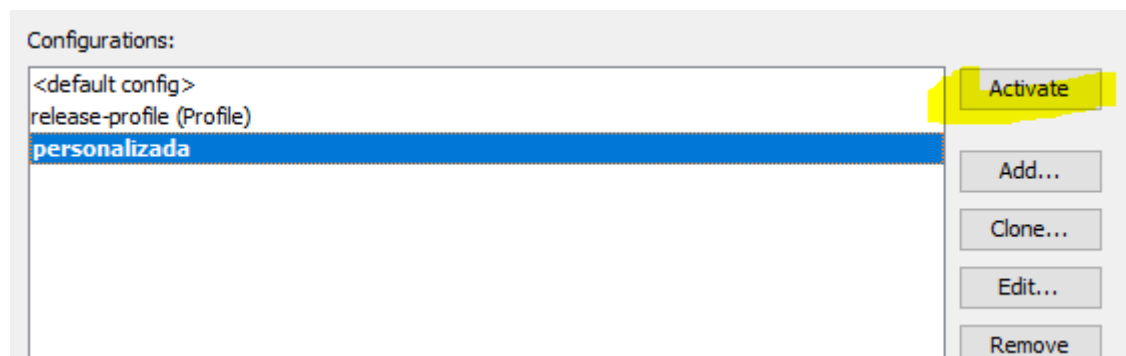 Configurations:
<default config>
release-profile (Profile)
personalizada
Activate
Add...
Clone...
Edit...
Remove